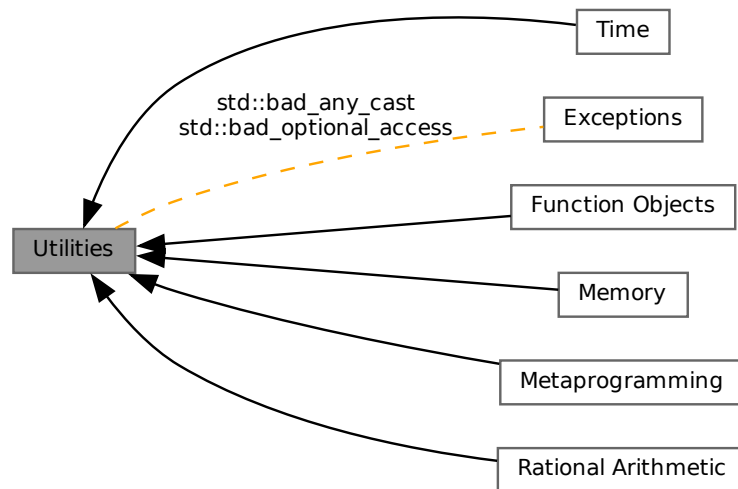 Time
std::bad_any_cast
std::bad_optional_access
Exceptions
Function Objects
Utilities
Memory
Metaprogramming
Rational Arithmetic